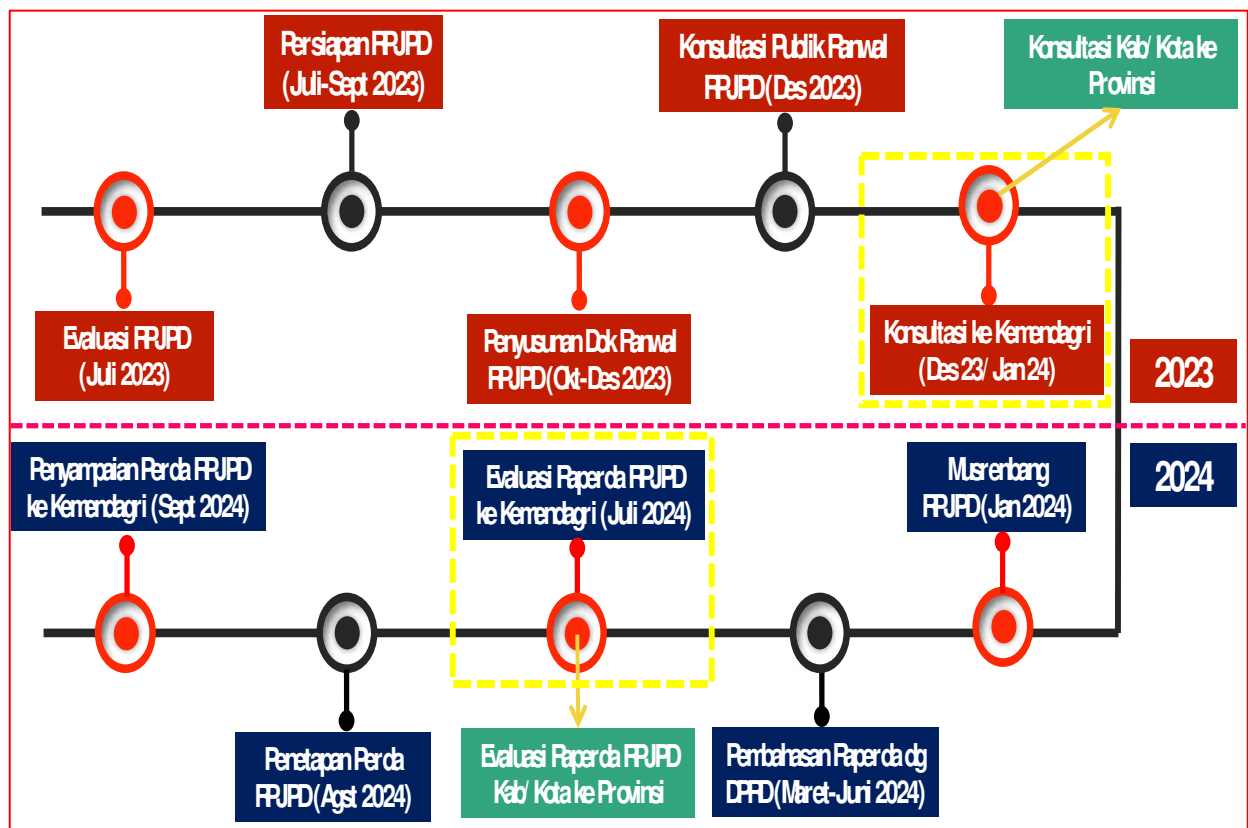 Persiapan RPJPD
(Juli-Sept 2023)
Konsultasi Publik Ranwal
RPJPD (Des 2023)
Konsultasi Kab/ Kota ke
Provinsi
Evaluasi RPJPD
(Juli 2023)
Penyusunan Dok Ranwal
RPJPD (Okt-Des 2023)
Konsultasi ke Kemendagri
(Des 23/ Jan 24)
2023
Penyampaian Perda RPJPD
ke Kemendagri (Sept 2024)
Evaluasi Raperda RPJPD
ke Kemendagri (Juli 2024)
Musrenbang
RPJPD (Jan 2024)
2024
Penetapan Perda
RPJPD (Agst 2024)
Evaluasi Raperda RPJPD
Kab/ Kota ke Provinsi
Pembahasan Raperda dg
DPRD (Maret-Juni 2024)